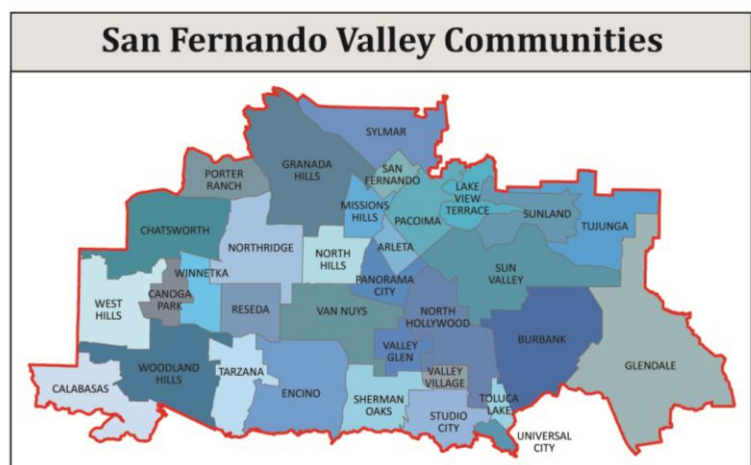 San Fernando Valley Communities
SYLMAR
SAN
FERNANDO
GRANADA
HILLS
PORTER
RANCH
LAKE
VIEW
TERRACE
MISSIONS
HILLS
PACOIMA
SUNLAND
TUJUNGA
CHATSWORTH
NORTHRIDGE
NORTH
HILLS
ARLETA
WINNETKA
PANORAMA
CITY
SUN
VALLEY
WEST
HILLS
CANOGA
PARK
RESEDA
VAN NUYS
NORTH
HOLLYWOOD
BURBANK
VALLEY
GLEN
GLENDALE
WOODLAND
HILLS
TARZANA
VALLEY
VILLAGE
CALABASAS
ENCINO
SHERMAN
OAKS
TOLUCA
LAKE
STUDIO
CITY
UNIVERSAL
CITY